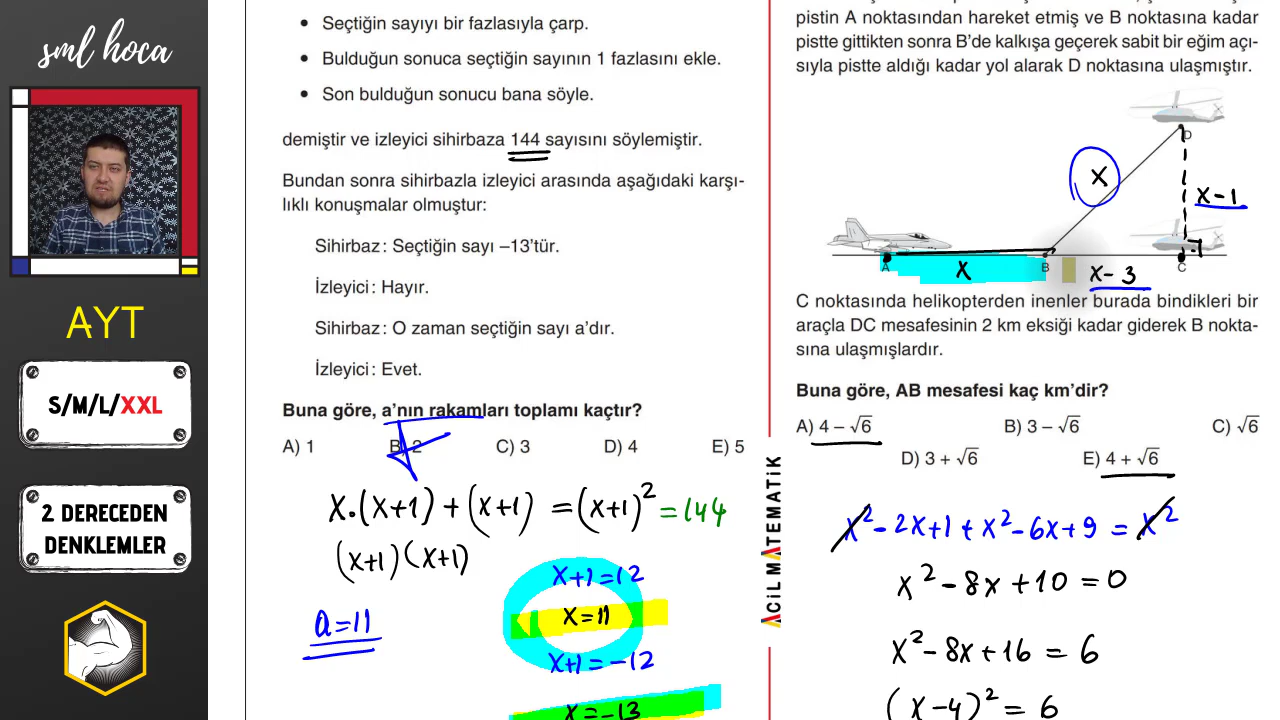 sml hoca
AYT
S/M/L/XXL
2. DERECEDEN
DENKLEMLER
• Seçtiğin sayıyı bir fazlasıyla çarp.
• Bulduğun sonuca seçtiğin sayının 1 fazlasını ekle.
• Son bulduğun sonucu bana söyle.
demiştir ve izleyici sihirbaza 144 sayısını söylemiştir.
Bundan sonra sihirbazla izleyici arasında aşağıdaki karşı-
lıklı konuşmalar olmuştur:
Sihirbaz : Seçtiğin sayı –13'tür.
İzleyici : Hayır.
Sihirbaz : O zaman seçtiğin sayı a'dır.
İzleyici : Evet.
Buna göre, a'nın rakamları toplamı kaçtır?
A) 1 B) 2 C) 3 D) 4 E) 5
x.(x+1) + (x+1) = (x+1)² = 144
(x+1)(x+1)
x+1=12
x=11
a=11
x+1=-12
x=-13
AÇILMATEMATİK
pistin A noktasından hareket etmiş ve B noktasına kadar
pistte gittikten sonra B'de kalkışa geçerek sabit bir eğim açı-
sıyla pistte aldığı kadar yol alarak D noktasına ulaşmıştır.
D
x
x-1
A
x
B
x-3
C
C noktasında helikopterden inenler burada bindikleri bir
araçla DC mesafesinin 2 km eksiği kadar giderek B nokta-
sına ulaşmışlardır.
Buna göre, AB mesafesi kaç km'dir?
A) 4 – √6 B) 3 – √6 C) √6
D) 3 + √6 E) 4 + √6
x² - 2x+1 + x² - 6x+9 = x²
x² - 8x + 10 = 0
x² - 8x + 16 = 6
(x-4)² = 6